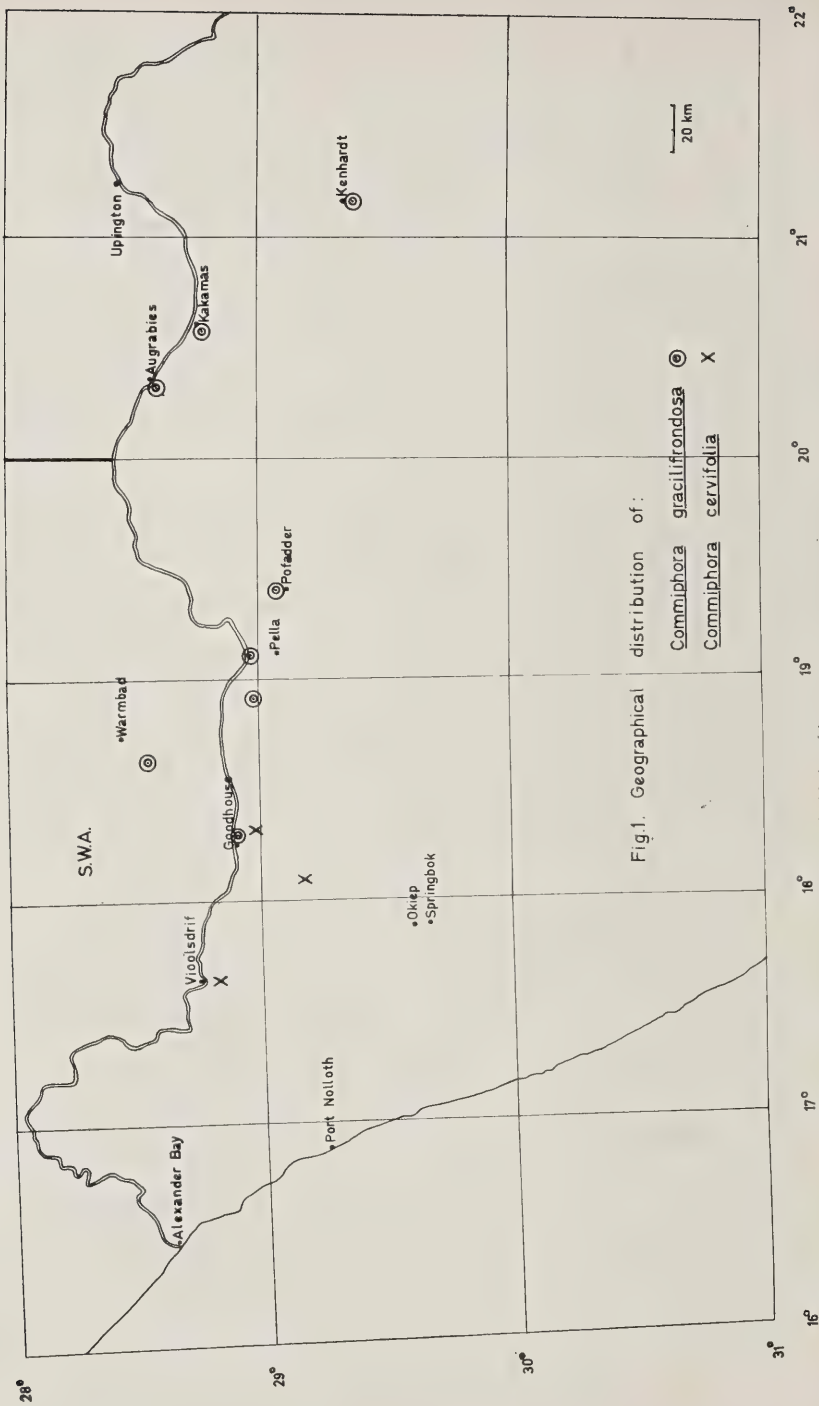 22°
Upington
Kenhardt
20 km
21°
Kakamas
Augrabies
20°
Pofadder
Pella
19°
Warmbad
S.W.A.
Goodhouse
18°
Okiep
Springbok
Vioolsdrif
17°
Port Nolloth
Alexander Bay
16°
28°
29°
30°
31°
Fig.1. Geographical distribution of:
Commiphora gracilifrondosa
Commiphora cervifolia X